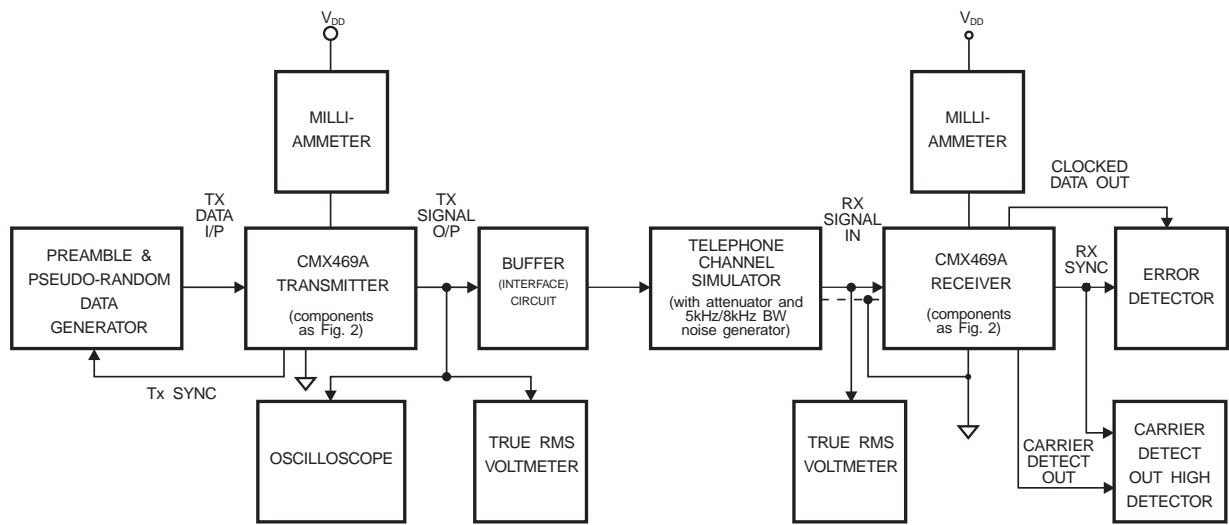 VDD
VDD
MILLI-
AMMETER
MILLI-
AMMETER
TX
DATA
I/P
TX
SIGNAL
O/P
RX
SIGNAL
IN
CLOCKED
DATA OUT
PREAMBLE &
PSEUDO-RANDOM
DATA
GENERATOR
CMX469A
TRANSMITTER
(components
as Fig. 2)
BUFFER
(INTERFACE)
CIRCUIT
TELEPHONE
CHANNEL
SIMULATOR
(with attenuator and
5kHz/8kHz BW
noise generator)
CMX469A
RECEIVER
(components
as Fig. 2)
RX
SYNC
ERROR
DETECTOR
Tx SYNC
OSCILLOSCOPE
TRUE RMS
VOLTMETER
TRUE RMS
VOLTMETER
CARRIER
DETECT
OUT
CARRIER
DETECT
OUT HIGH
DETECTOR